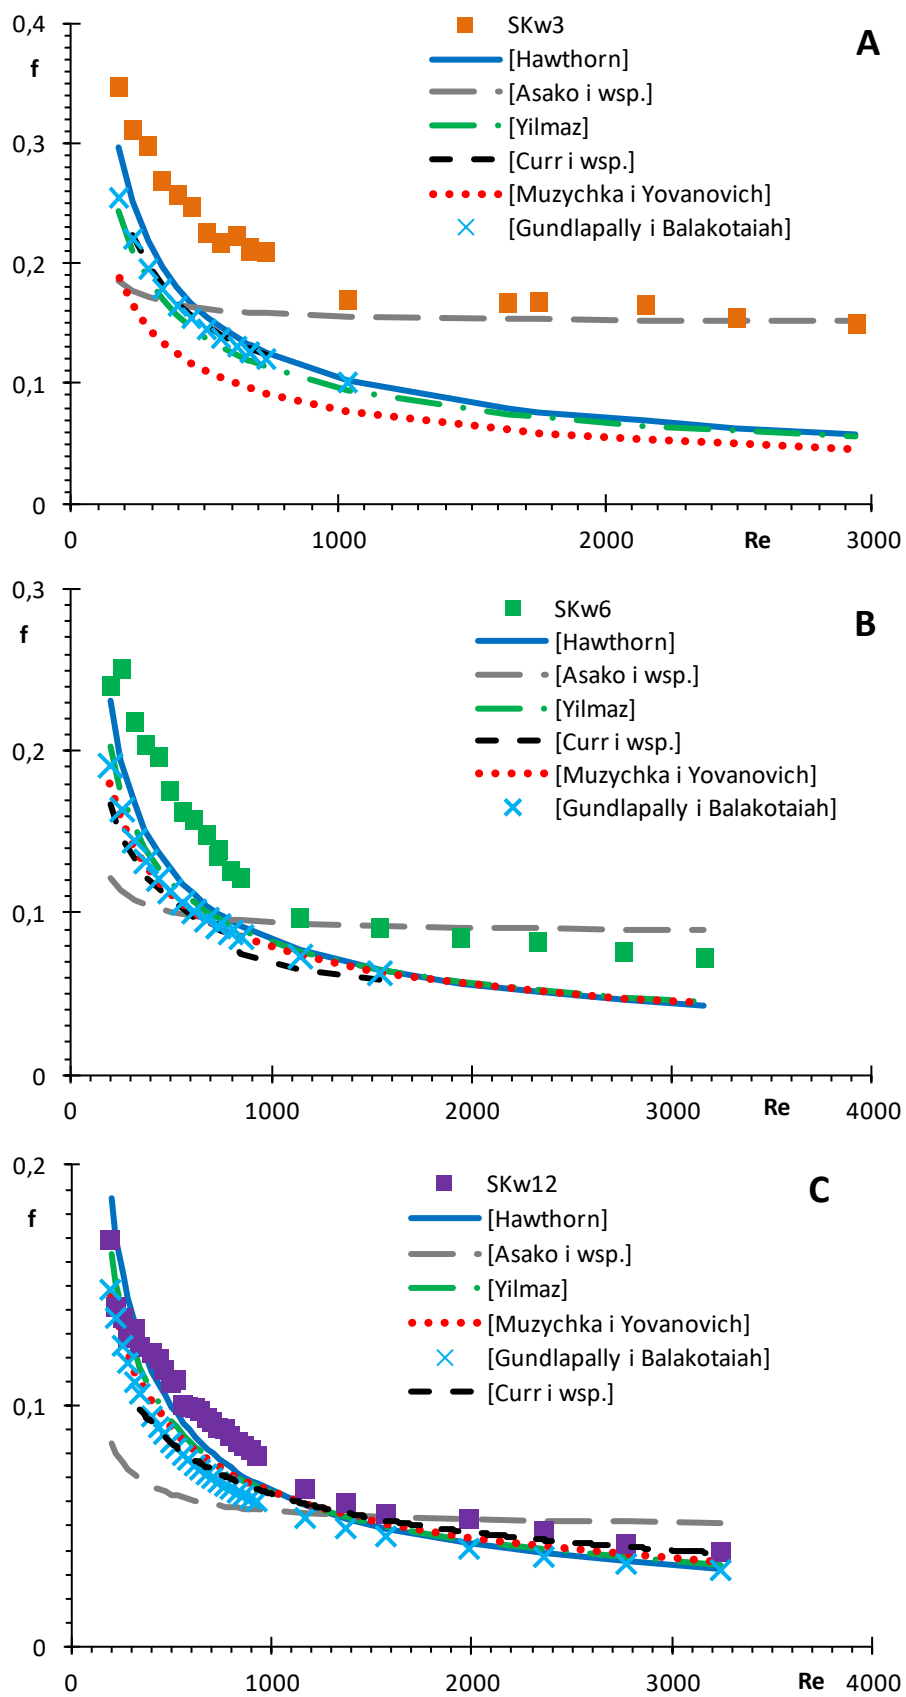 0,4
f
A
SKw3
[Hawthorn]
[Asako i wsp.]
[Yilmaz]
[Curr i wsp.]
[Muzychka i Yovanovich]
[Gundlapally i Balakotaiah]
0,3
0,2
0,1
0
0 1000 2000 Re 3000
0,3
f
B
SKw6
[Hawthorn]
[Asako i wsp.]
[Yilmaz]
[Curr i wsp.]
[Muzychka i Yovanovich]
[Gundlapally i Balakotaiah]
0,2
0,1
0
0 1000 2000 3000 Re 4000
0,2
f
C
SKw12
[Hawthorn]
[Asako i wsp.]
[Yilmaz]
[Muzychka i Yovanovich]
[Gundlapally i Balakotaiah]
[Curr i wsp.]
0,1
0
0 1000 2000 3000 Re 4000